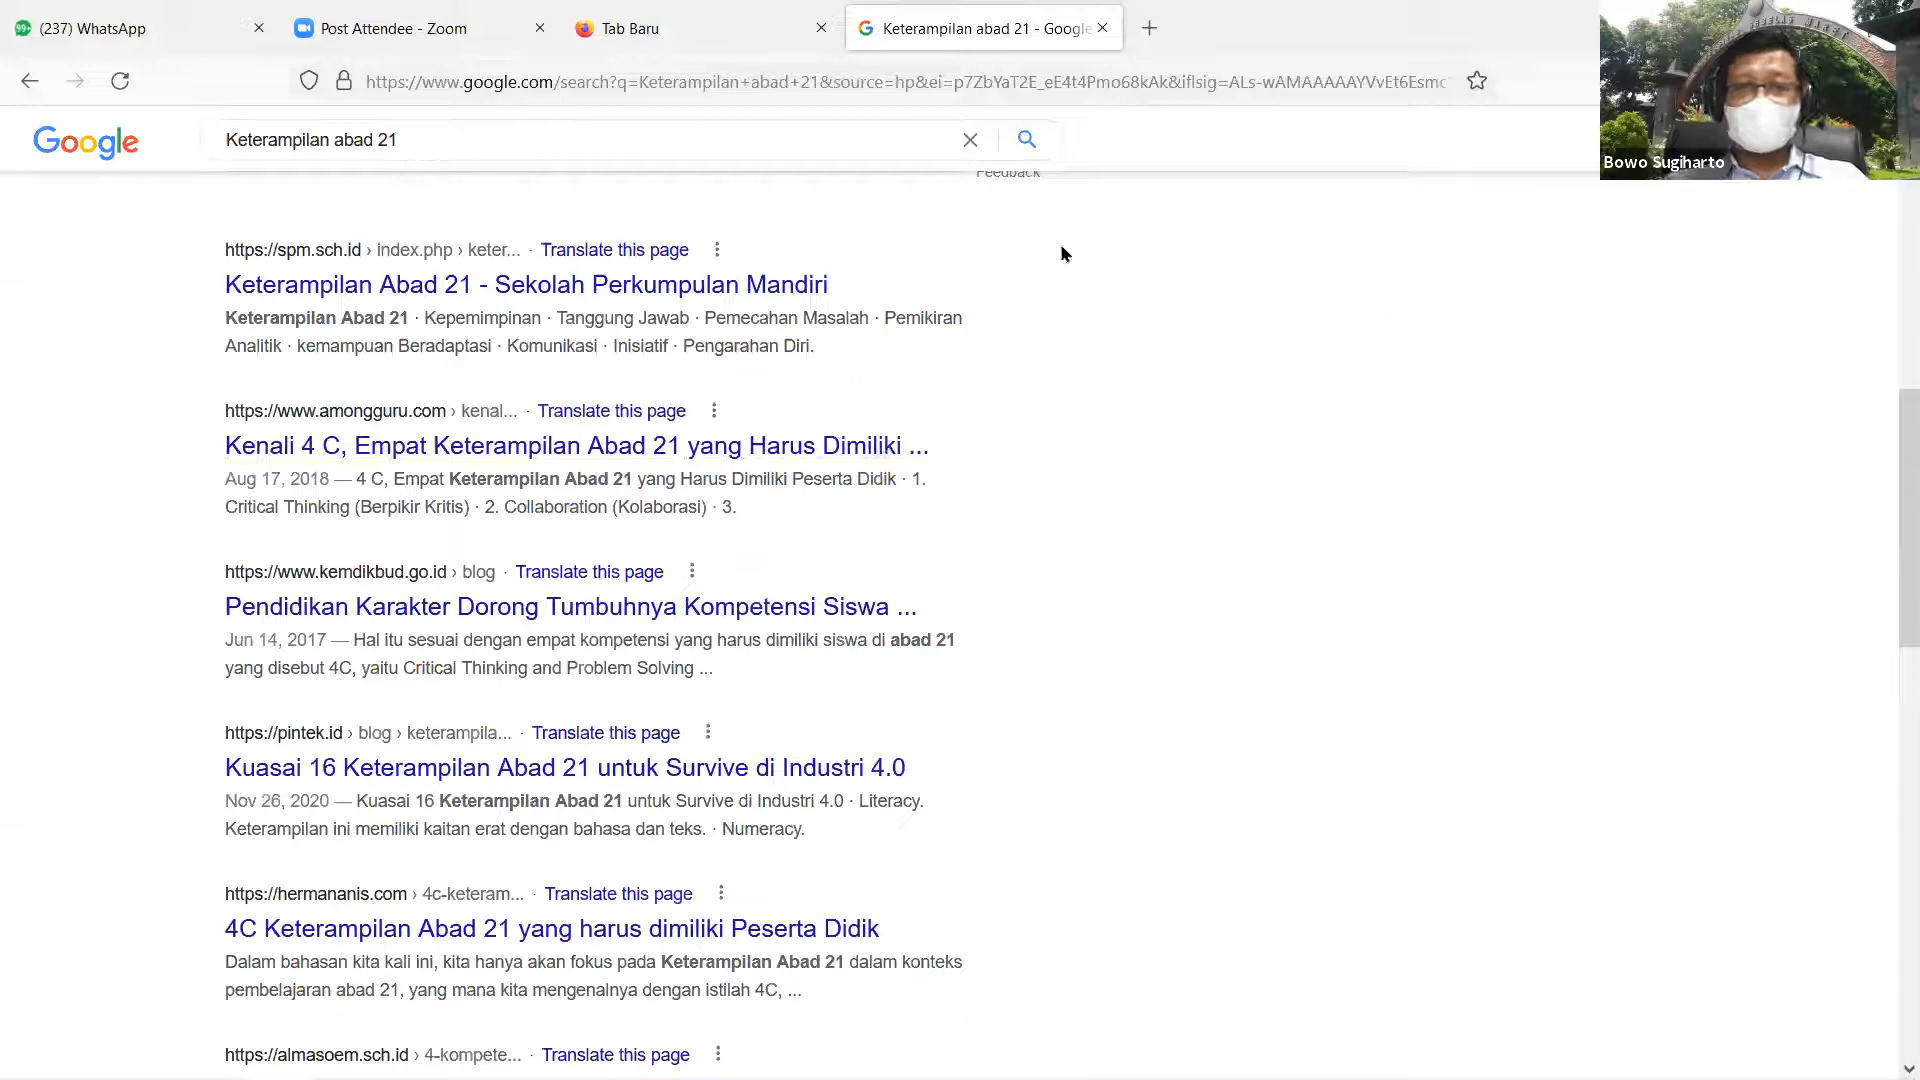 (237) WhatsApp
Post Attendee - Zoom
Tab Baru
Keterampilan abad 21 - Google
https://www.google.com/search?q=Keterampilan+abad+21&source=hp&ei=p7ZbYaT2E_eE4t4Pmo68kAk&iflsig=ALs-wAMAAAAAYVvEt6Esmc
Google
Keterampilan abad 21
Bowo Sugiharto
Feedback
https://spm.sch.id › index.php › keter... · Translate this page
Keterampilan Abad 21 - Sekolah Perkumpulan Mandiri
Keterampilan Abad 21 · Kepemimpinan · Tanggung Jawab · Pemecahan Masalah · Pemikiran
Analitik · kemampuan Beradaptasi · Komunikasi · Inisiatif · Pengarahan Diri.
https://www.amongguru.com › kenal... · Translate this page
Kenali 4 C, Empat Keterampilan Abad 21 yang Harus Dimiliki ...
Aug 17, 2018 — 4 C, Empat Keterampilan Abad 21 yang Harus Dimiliki Peserta Didik · 1.
Critical Thinking (Berpikir Kritis) · 2. Collaboration (Kolaborasi) · 3.
https://www.kemdikbud.go.id › blog · Translate this page
Pendidikan Karakter Dorong Tumbuhnya Kompetensi Siswa ...
Jun 14, 2017 — Hal itu sesuai dengan empat kompetensi yang harus dimiliki siswa di abad 21
yang disebut 4C, yaitu Critical Thinking and Problem Solving ...
https://pintek.id › blog › keterampila... · Translate this page
Kuasai 16 Keterampilan Abad 21 untuk Survive di Industri 4.0
Nov 26, 2020 — Kuasai 16 Keterampilan Abad 21 untuk Survive di Industri 4.0 · Literacy.
Keterampilan ini memiliki kaitan erat dengan bahasa dan teks. · Numeracy.
https://hermananis.com › 4c-keteram... · Translate this page
4C Keterampilan Abad 21 yang harus dimiliki Peserta Didik
Dalam bahasan kita kali ini, kita hanya akan fokus pada Keterampilan Abad 21 dalam konteks
pembelajaran abad 21, yang mana kita mengenalnya dengan istilah 4C, ...
https://almasoem.sch.id › 4-kompete... · Translate this page